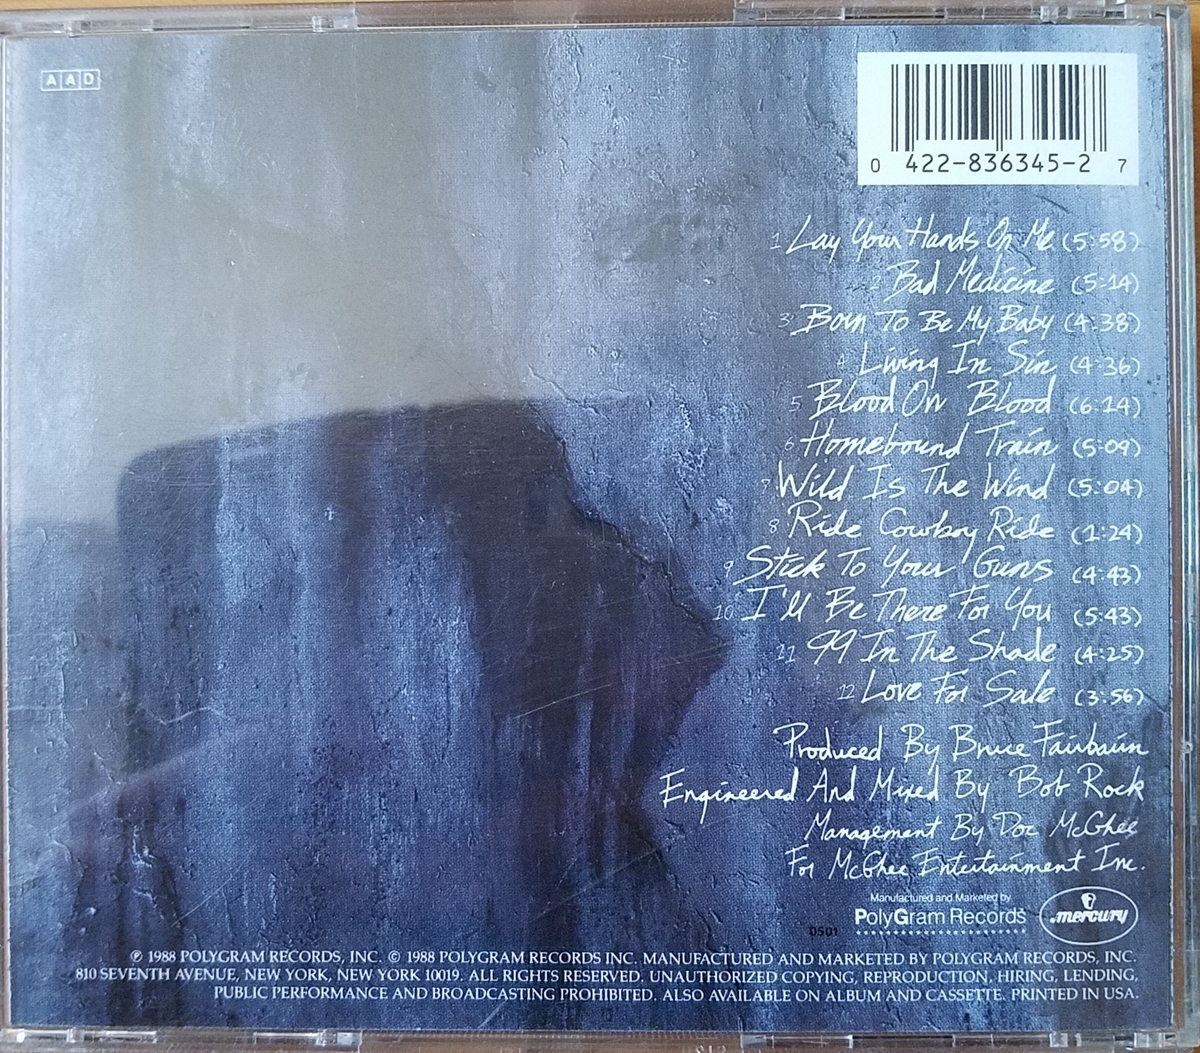 AAD
0 422-836345-2 7
1 Lay Your Hands On Me (5:58)
2 Bad Medicine (5:14)
3 Born To Be My Baby (4:38)
4 Living In Sin (4:36)
5 Blood On Blood (6:14)
6 Homebound Train (5:09)
7 Wild Is The Wind (5:04)
8 Ride Cowboy Ride (1:24)
9 Stick To Your Guns (4:43)
10 I'll Be There For You (5:43)
11 99 In The Shade (4:25)
12 Love For Sale (3:56)
Produced By Bruce Fairbairn
Engineered And Mixed By Bob Rock
Management By Doc McGhee
For McGhee Entertainment Inc.
Manufactured and Marketed by
PolyGram Records
mercury
0501
℗ 1988 POLYGRAM RECORDS, INC. © 1988 POLYGRAM RECORDS INC. MANUFACTURED AND MARKETED BY POLYGRAM RECORDS, INC.
810 SEVENTH AVENUE, NEW YORK, NEW YORK 10019. ALL RIGHTS RESERVED. UNAUTHORIZED COPYING, REPRODUCTION, HIRING, LENDING,
PUBLIC PERFORMANCE AND BROADCASTING PROHIBITED. ALSO AVAILABLE ON ALBUM AND CASSETTE. PRINTED IN USA.